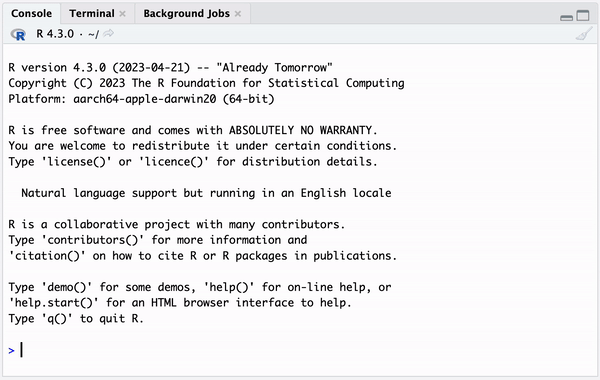 Console Terminal Background Jobs
R R 4.3.0 · ~/
R version 4.3.0 (2023-04-21) -- "Already Tomorrow"
Copyright (C) 2023 The R Foundation for Statistical Computing
Platform: aarch64-apple-darwin20 (64-bit)
R is free software and comes with ABSOLUTELY NO WARRANTY.
You are welcome to redistribute it under certain conditions.
Type 'license()' or 'licence()' for distribution details.
Natural language support but running in an English locale
R is a collaborative project with many contributors.
Type 'contributors()' for more information and
'citation()' on how to cite R or R packages in publications.
Type 'demo()' for some demos, 'help()' for on-line help, or
'help.start()' for an HTML browser interface to help.
Type 'q()' to quit R.
>